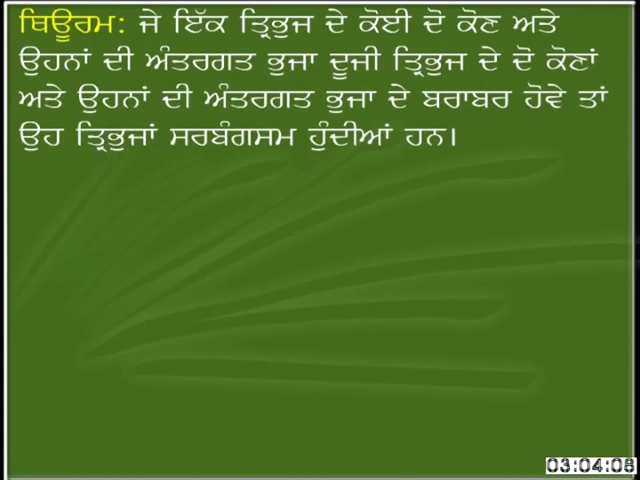 ਥਿਊਰਮ: ਜੇ ਇੱਕ ਤ੍ਰਿਭੁਜ ਦੇ ਕੋਈ ਦੋ ਕੋਣ ਅਤੇ
ਉਹਨਾਂ ਦੀ ਅੰਤਰਗਤ ਭੁਜਾ ਦੂਜੀ ਤ੍ਰਿਭੁਜ ਦੇ ਦੋ ਕੋਣਾਂ
ਅਤੇ ਉਹਨਾਂ ਦੀ ਅੰਤਰਗਤ ਭੁਜਾ ਦੇ ਬਰਾਬਰ ਹੋਵੇ ਤਾਂ
ਉਹ ਤ੍ਰਿਭੁਜਾਂ ਸਰਬੰਗਸਮ ਹੁੰਦੀਆਂ ਹਨ।
03:04:08